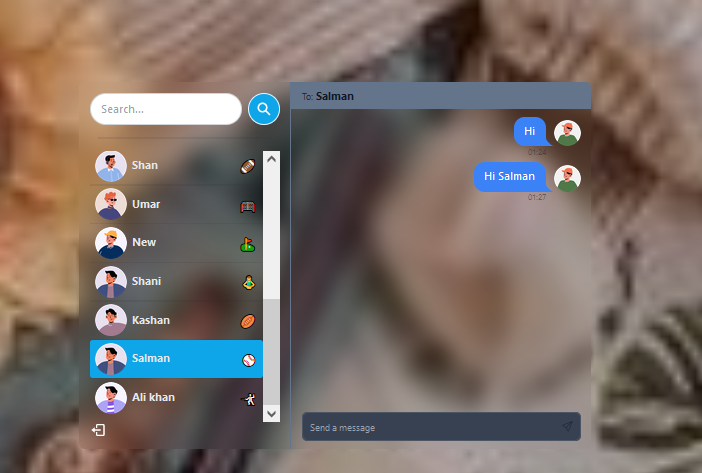 Search...
Shan
Umar
New
Shani
Kashan
Salman
Ali khan
To: Salman
Hi
01:24
Hi Salman
01:27
Send a message